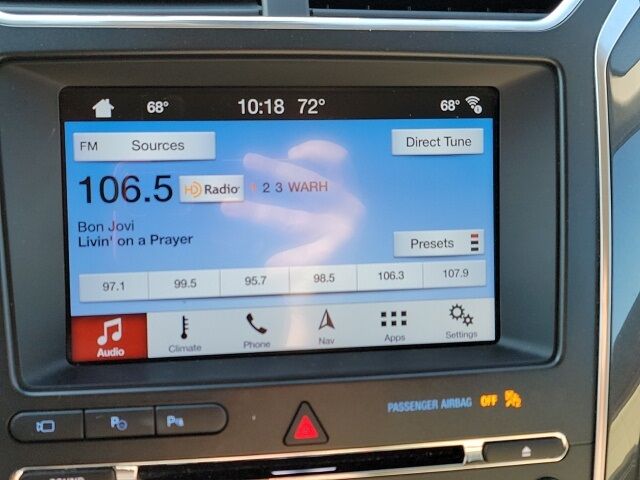 68° 10:18 72° 68°
FM Sources Direct Tune
106.5 HD Radio 1 2 3 WARH
Bon Jovi
Livin' on a Prayer
Presets
97.1 99.5 95.7 98.5 106.3 107.9
Audio Climate Phone Nav Apps Settings
PASSENGER AIRBAG OFF
P P
SOUND